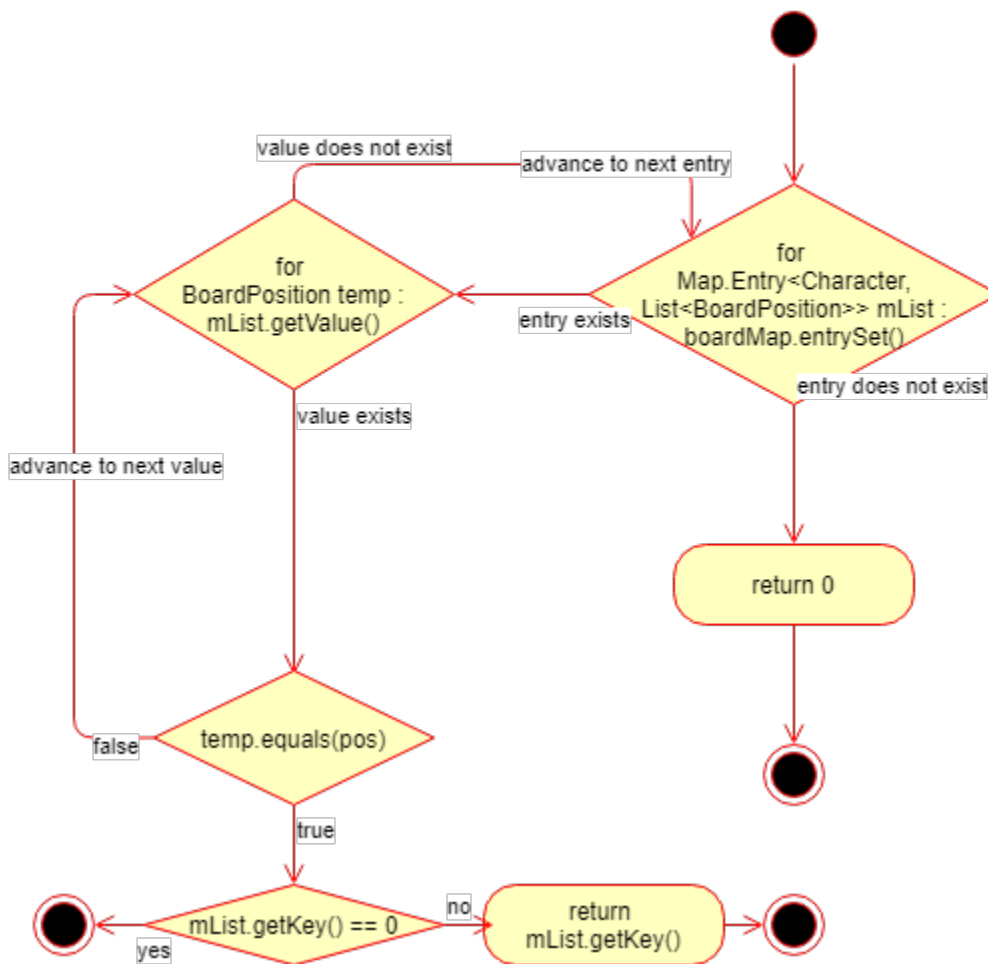 value does not exist
advance to next entry
for
Map.Entry<Character,
List<BoardPosition>> mList :
boardMap.entrySet()
for
BoardPosition temp :
mList.getValue()
entry exists
entry does not exist
value exists
advance to next value
return 0
temp.equals(pos)
false
true
mList.getKey() == 0
yes
no
return
mList.getKey()